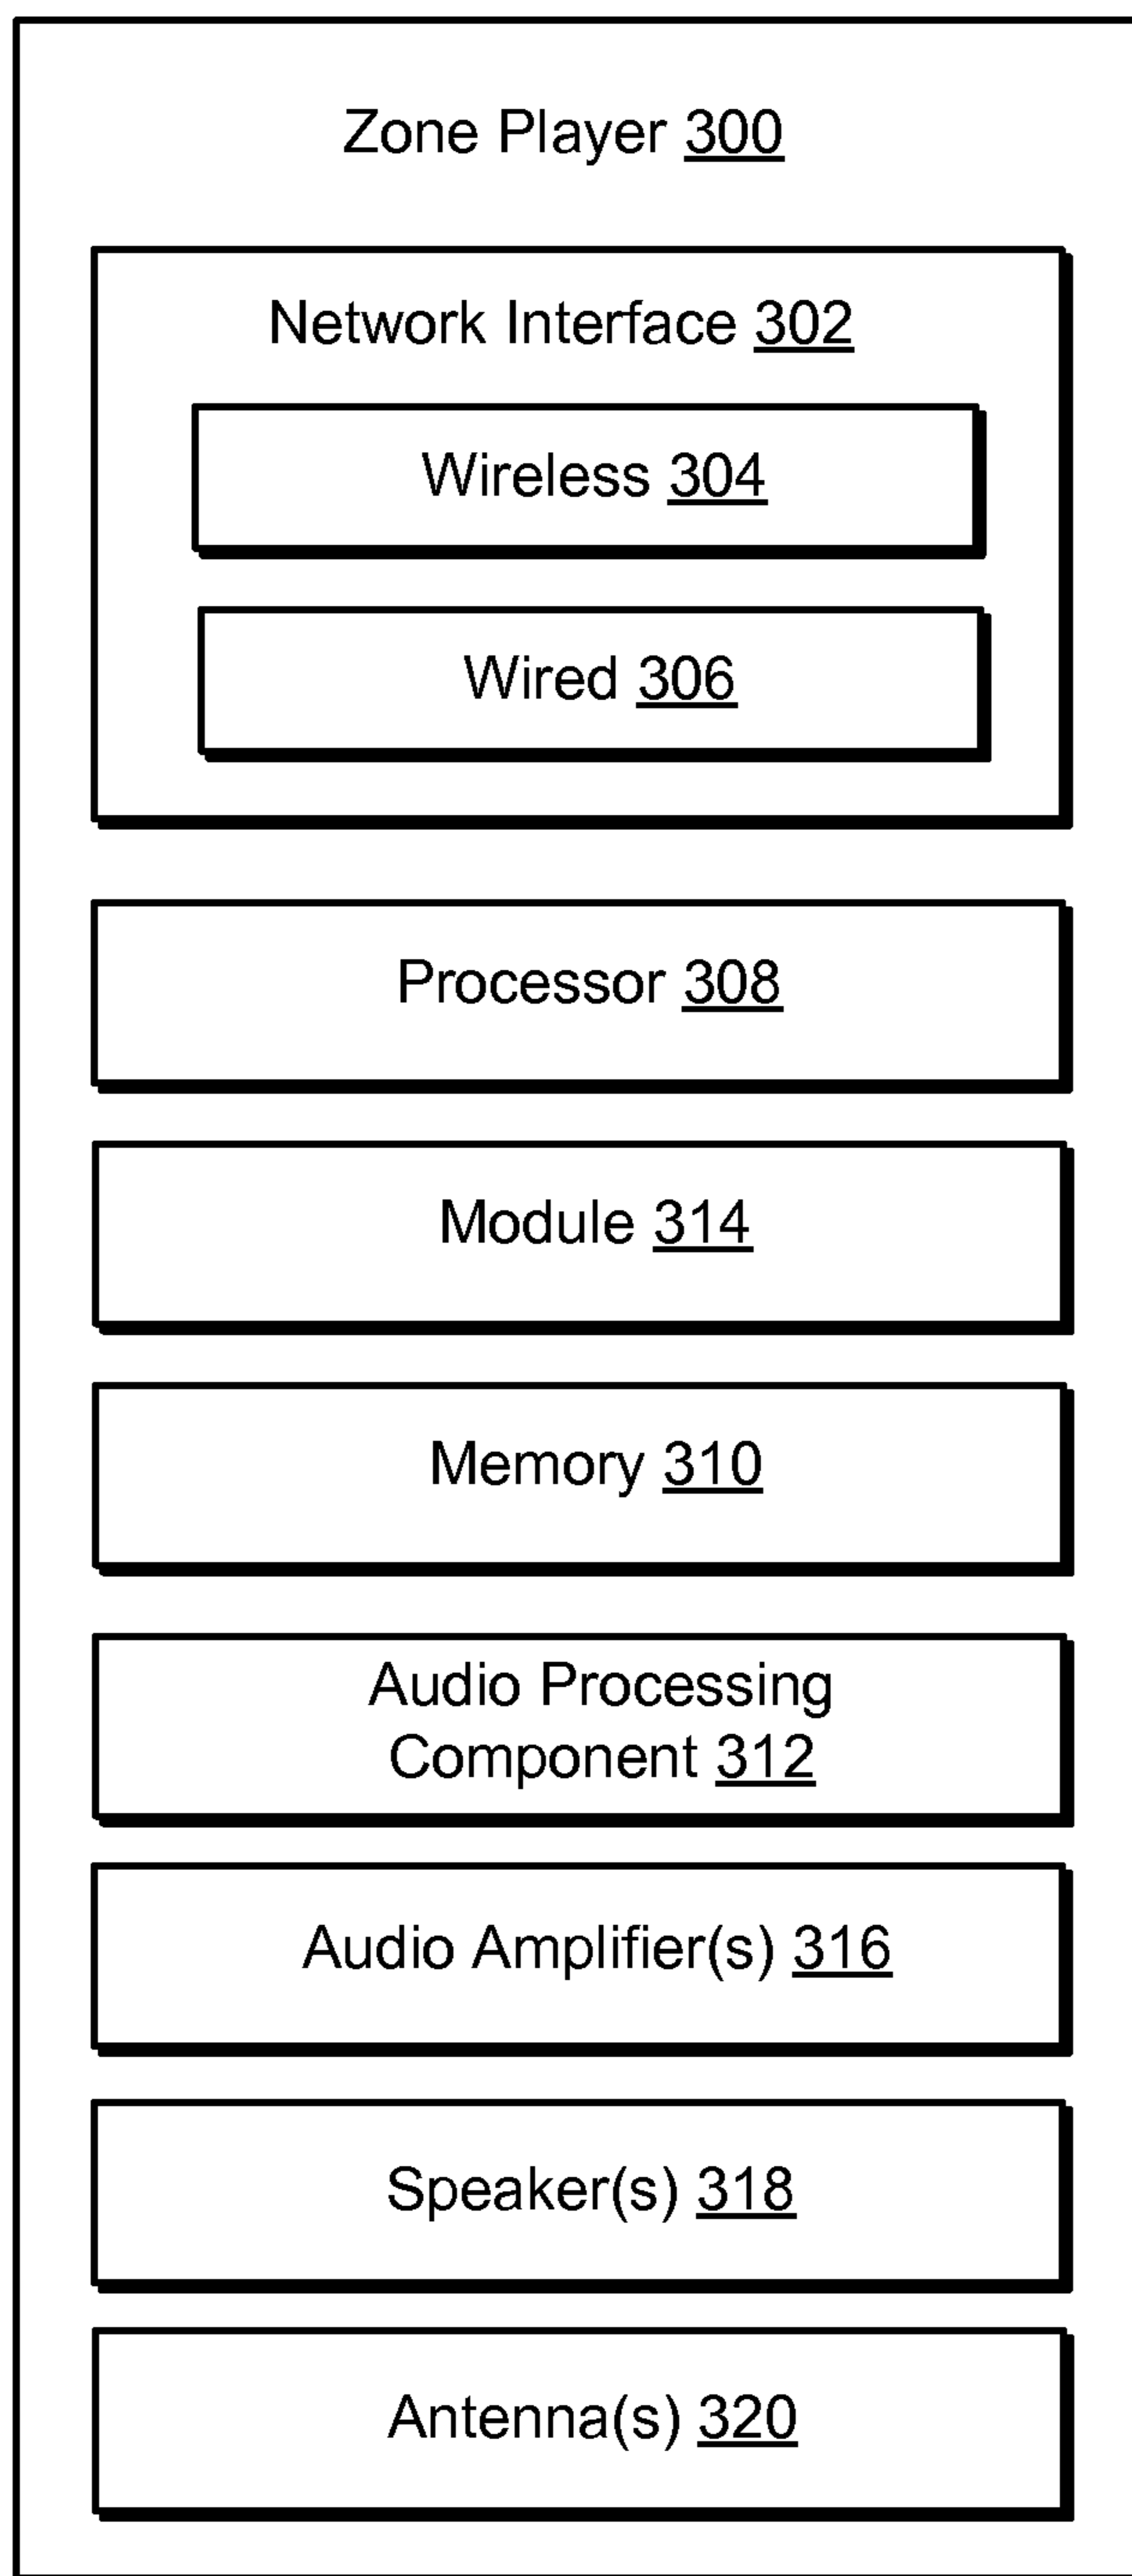 Zone Player 300
Network Interface 302
Wireless 304
Wired 306
Processor 308
Module 314
Memory 310
Audio Processing
Component 312
Audio Amplifier(s) 316
Speaker(s) 318
Antenna(s) 320